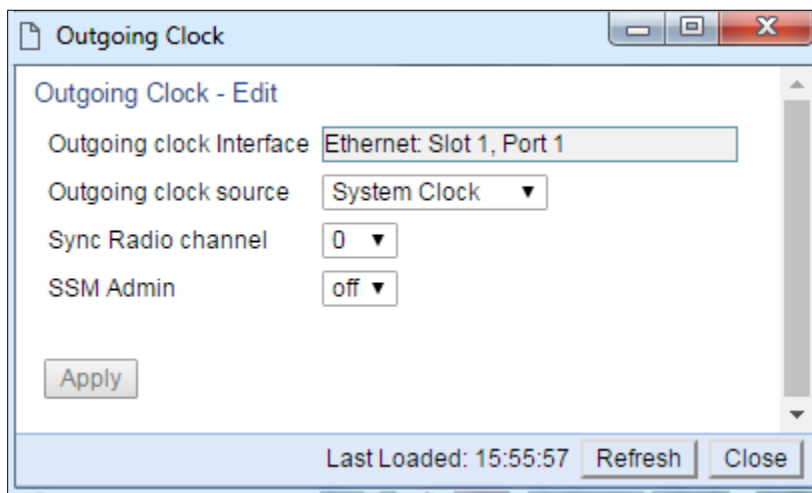 Outgoing Clock
Outgoing Clock - Edit
Outgoing clock Interface Ethernet: Slot 1, Port 1
Outgoing clock source System Clock
Sync Radio channel 0
SSM Admin off
Apply
Last Loaded: 15:55:57 Refresh Close